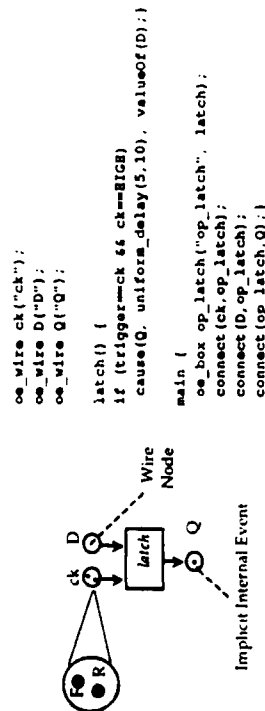 oe_wire ck("ck");
oe_wire D("D");
oe_wire Q("Q");
latch() {
if (trigger==ck && ck==HIGH)
cause(Q, uniform_delay(5,10), valueOf(D);}
main {
oe_box op_latch("op_latch", latch);
connect(ck,op_latch);
connect(D,op_latch);
connect(op_latch,Q);}
F
R
ck
D
Wire
Node
latch
Q
Implicit Internal Event